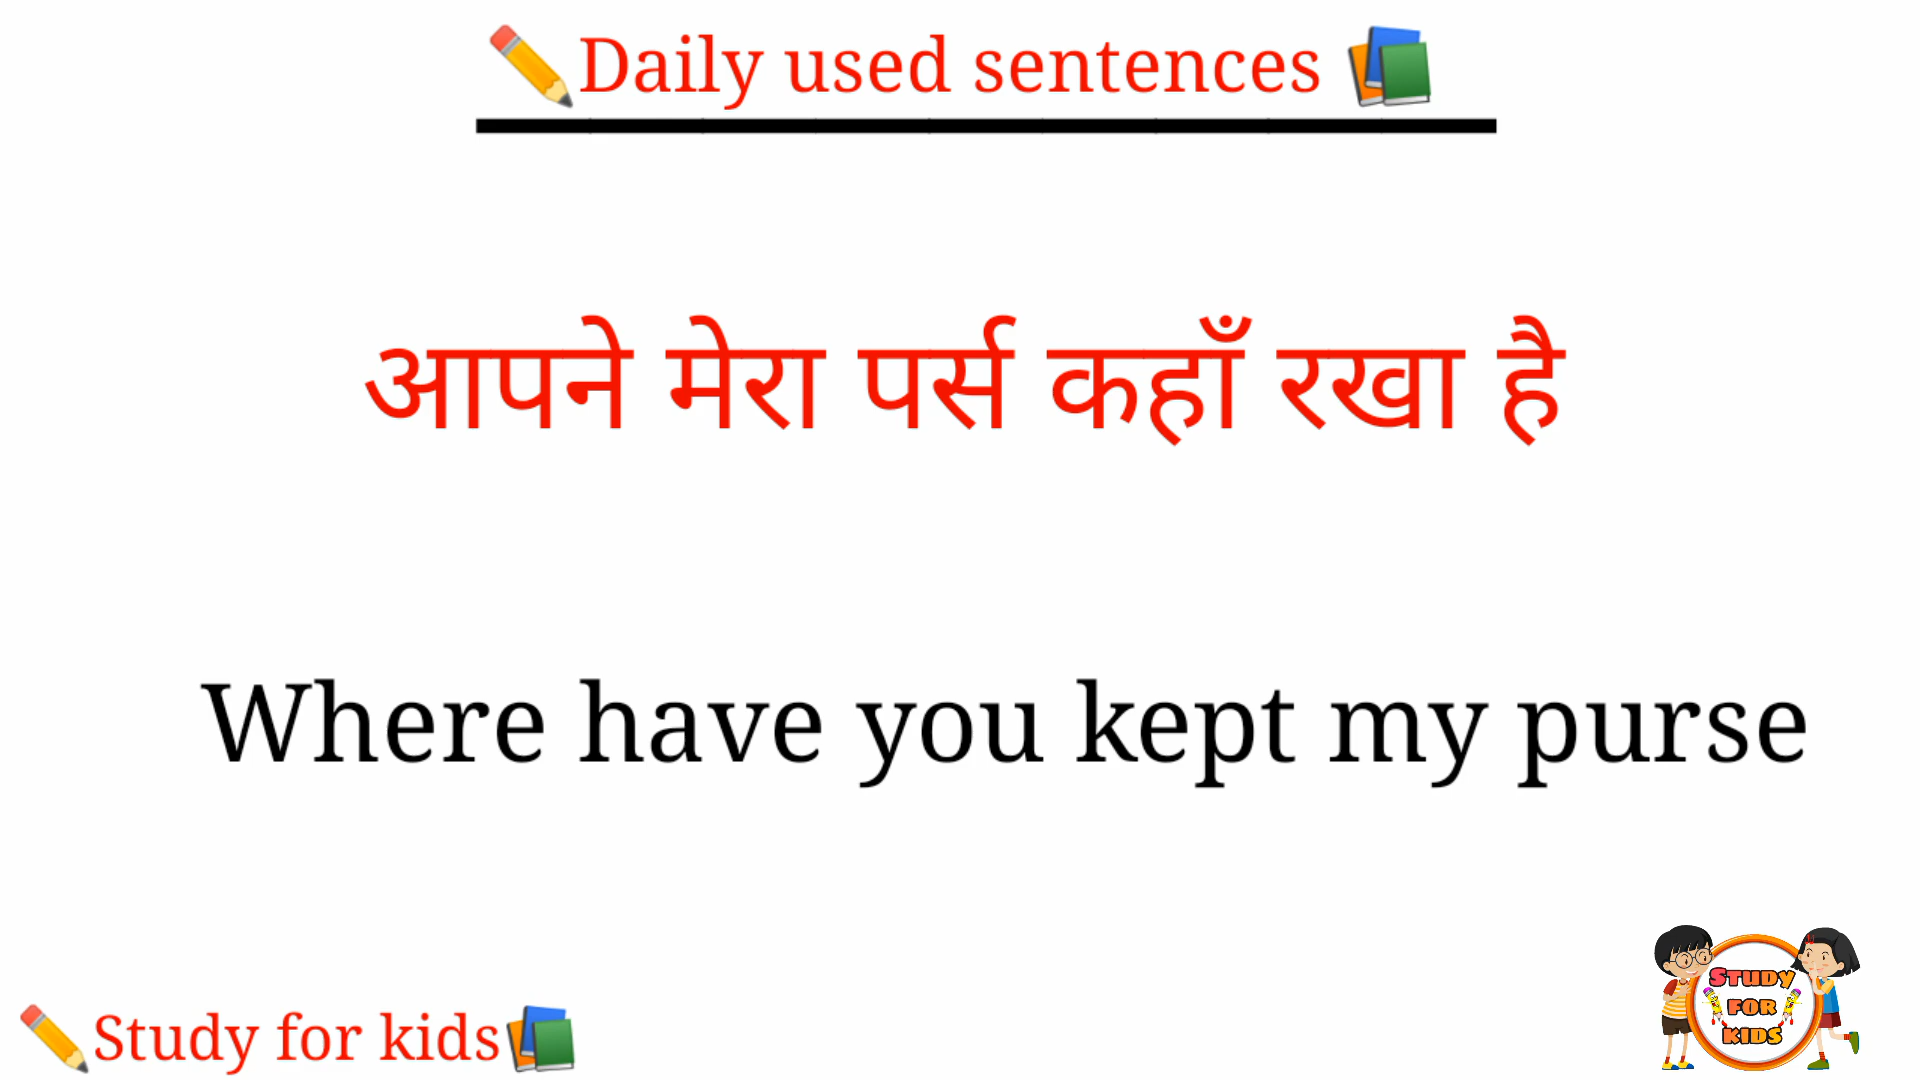 ✏️Daily used sentences 📚
आपने मेरा पर्स कहाँ रखा है
Where have you kept my purse
✏️Study for kids📚
STUDY
FOR
KIDS